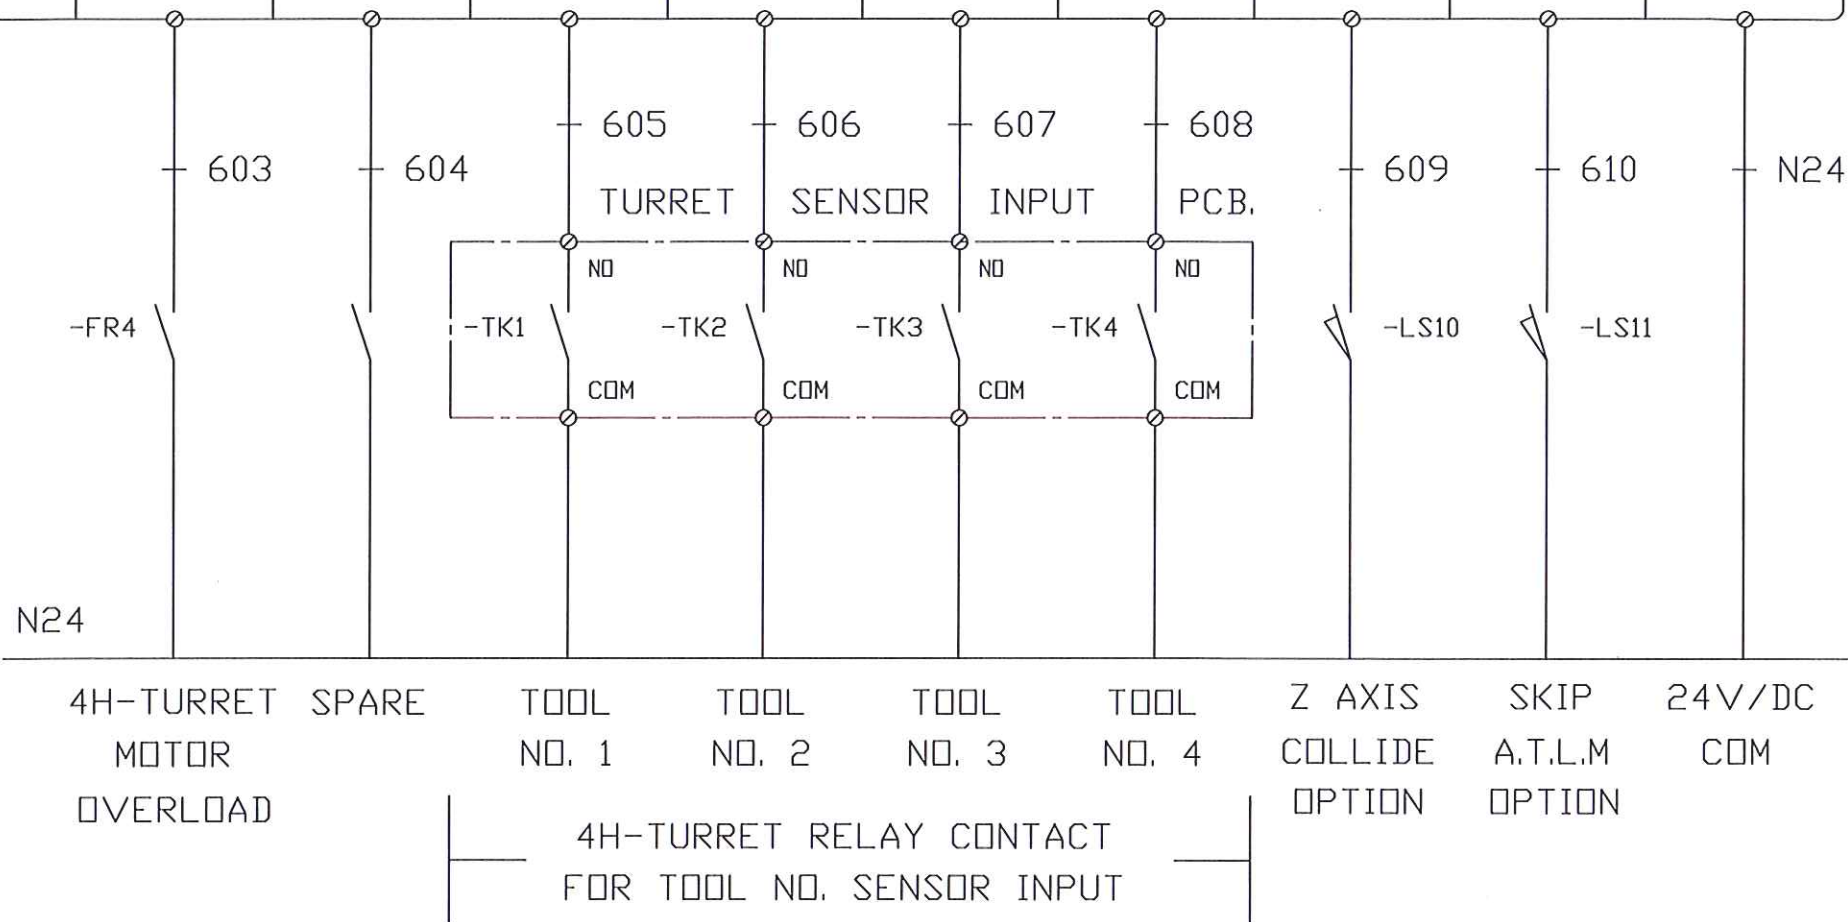 605 606 607 608
603 604 609 610 N24
TURRET SENSOR INPUT PCB.
NO NO NO NO
-FR4 -TK1 -TK2 -TK3 -TK4 -LS10 -LS11
COM COM COM COM
N24
4H-TURRET
MOTOR
OVERLOAD
SPARE
TOOL
NO. 1
TOOL
NO. 2
TOOL
NO. 3
TOOL
NO. 4
Z AXIS
COLLIDE
OPTION
SKIP
A.T.L.M
OPTION
24V/DC
COM
4H-TURRET RELAY CONTACT
FOR TOOL NO. SENSOR INPUT